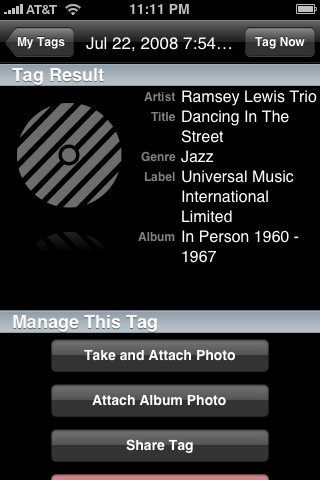 AT&T 11:11 PM
My Tags Jul 22, 2008 7:54... Tag Now
Tag Result
Artist Ramsey Lewis Trio
Title Dancing In The
Street
Genre Jazz
Label Universal Music
International
Limited
Album In Person 1960 -
1967
Manage This Tag
Take and Attach Photo
Attach Album Photo
Share Tag